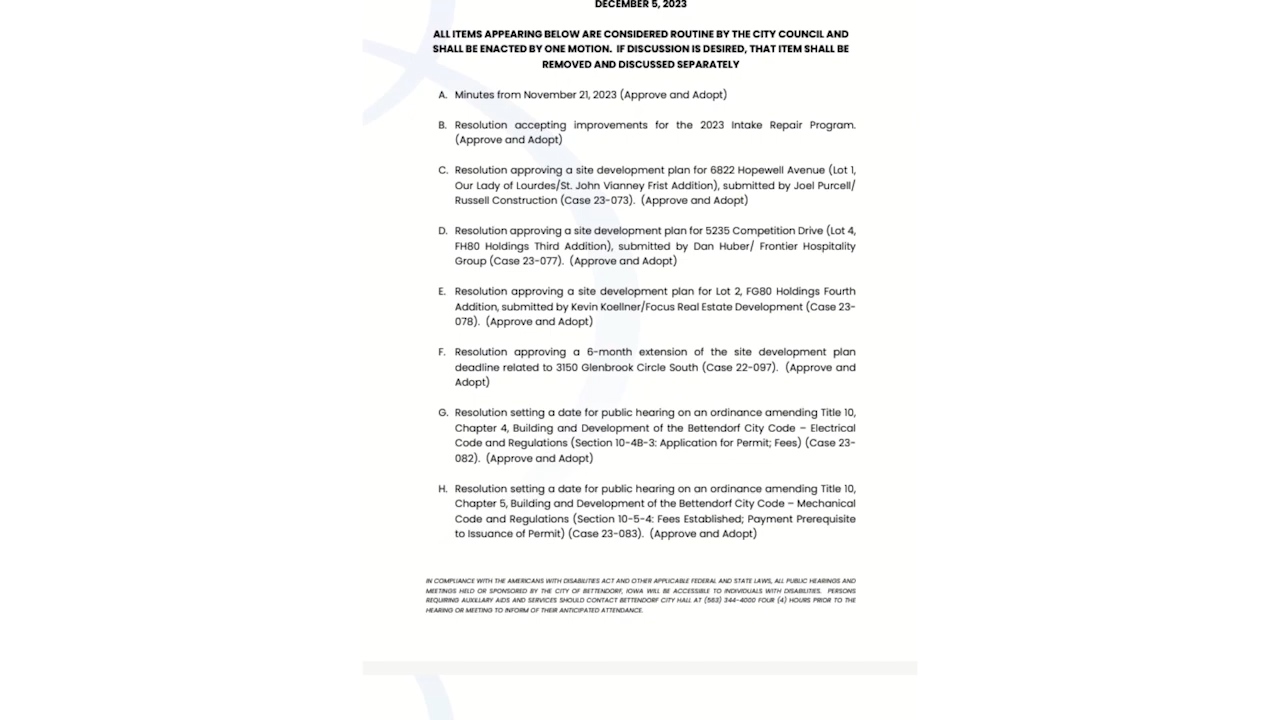 DECEMBER 5, 2023
ALL ITEMS APPEARING BELOW ARE CONSIDERED ROUTINE BY THE CITY COUNCIL AND
SHALL BE ENACTED BY ONE MOTION. IF DISCUSSION IS DESIRED, THAT ITEM SHALL BE
REMOVED AND DISCUSSED SEPARATELY
A. Minutes from November 21, 2023 (Approve and Adopt)
B. Resolution accepting improvements for the 2023 Intake Repair Program.
(Approve and Adopt)
C. Resolution approving a site development plan for 6822 Hopewell Avenue (Lot 1,
Our Lady of Lourdes/St. John Vianney Frist Addition), submitted by Joel Purcell/
Russell Construction (Case 23-073). (Approve and Adopt)
D. Resolution approving a site development plan for 5235 Competition Drive (Lot 4,
FH80 Holdings Third Addition), submitted by Dan Huber/ Frontier Hospitality
Group (Case 23-077). (Approve and Adopt)
E. Resolution approving a site development plan for Lot 2, FG80 Holdings Fourth
Addition, submitted by Kevin Koellner/Focus Real Estate Development (Case 23-
078). (Approve and Adopt)
F. Resolution approving a 6-month extension of the site development plan
deadline related to 3150 Glenbrook Circle South (Case 22-097). (Approve and
Adopt)
G. Resolution setting a date for public hearing on an ordinance amending Title 10,
Chapter 4, Building and Development of the Bettendorf City Code – Electrical
Code and Regulations (Section 10-4B-3: Application for Permit; Fees) (Case 23-
082). (Approve and Adopt)
H. Resolution setting a date for public hearing on an ordinance amending Title 10,
Chapter 5, Building and Development of the Bettendorf City Code – Mechanical
Code and Regulations (Section 10-5-4: Fees Established; Payment Prerequisite
to Issuance of Permit) (Case 23-083). (Approve and Adopt)
IN COMPLIANCE WITH THE AMERICANS WITH DISABILITIES ACT AND OTHER APPLICABLE FEDERAL AND STATE LAWS, ALL PUBLIC HEARINGS AND
MEETINGS HELD OR SPONSORED BY THE CITY OF BETTENDORF, IOWA WILL BE ACCESSIBLE TO INDIVIDUALS WITH DISABILITIES. PERSONS
REQUIRING AUXILLARY AIDS AND SERVICES SHOULD CONTACT BETTENDORF CITY HALL AT (563) 344-4000 FOUR (4) HOURS PRIOR TO THE
HEARING OR MEETING TO INFORM OF THEIR ANTICIPATED ATTENDANCE.